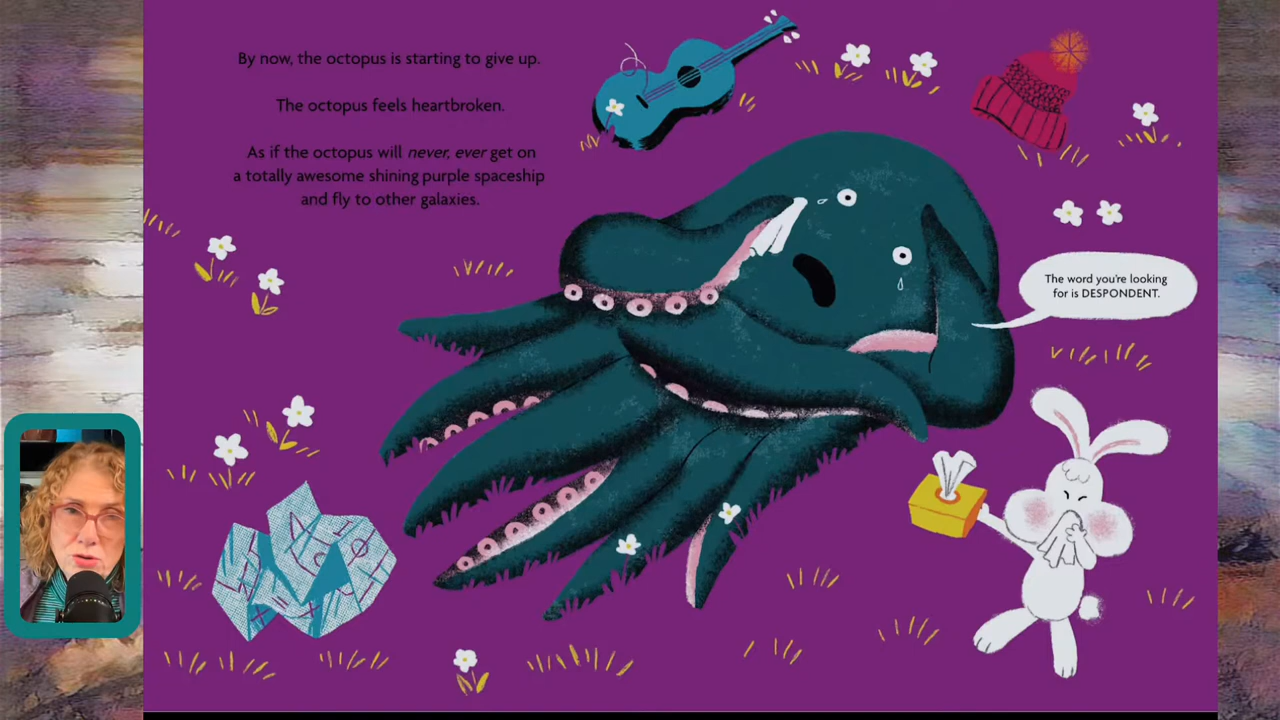 By now, the octopus is starting to give up.
The octopus feels heartbroken.
As if the octopus will never, ever get on
a totally awesome shining purple spaceship
and fly to other galaxies.
The word you're looking
for is DESPONDENT.